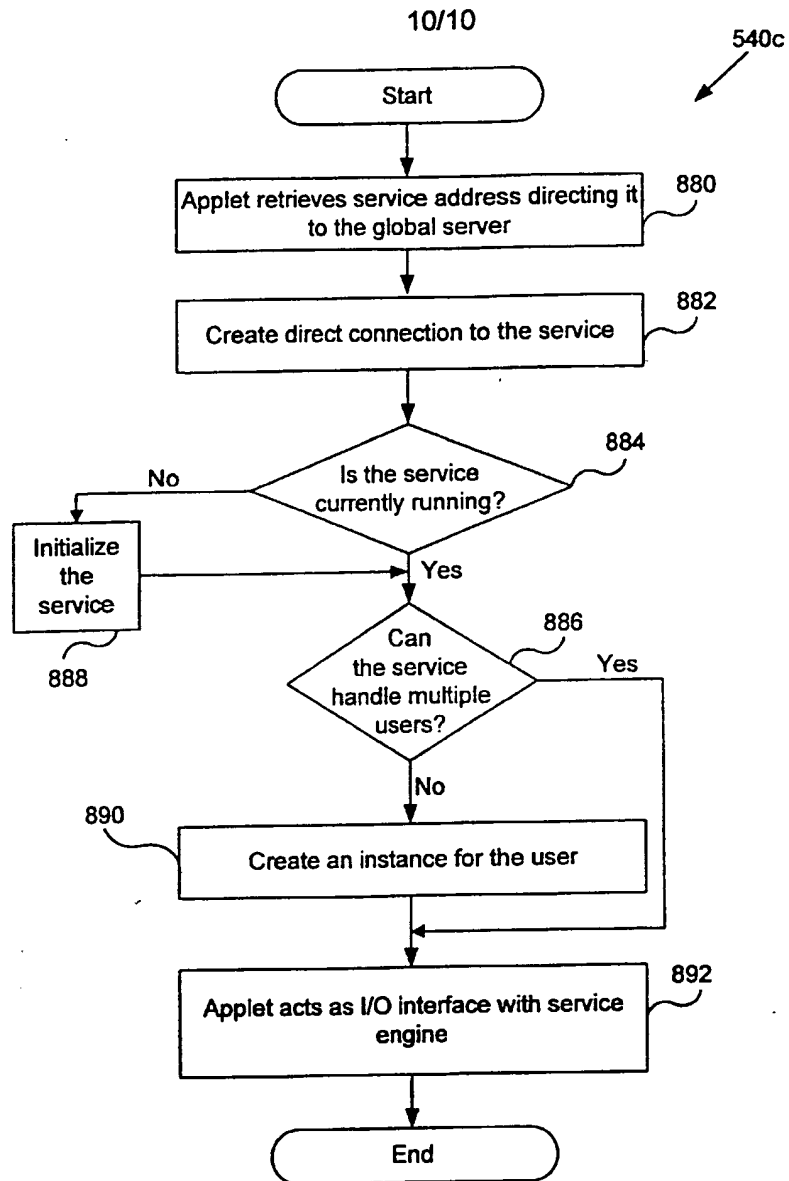 10/10
540c
Start
Applet retrieves service address directing it
to the global server
880
Create direct connection to the service
882
Is the service
currently running?
884
No
Initialize
the
service
888
Yes
Can
the service
handle multiple
users?
886
Yes
No
890
Create an instance for the user
Applet acts as I/O interface with service
engine
892
End